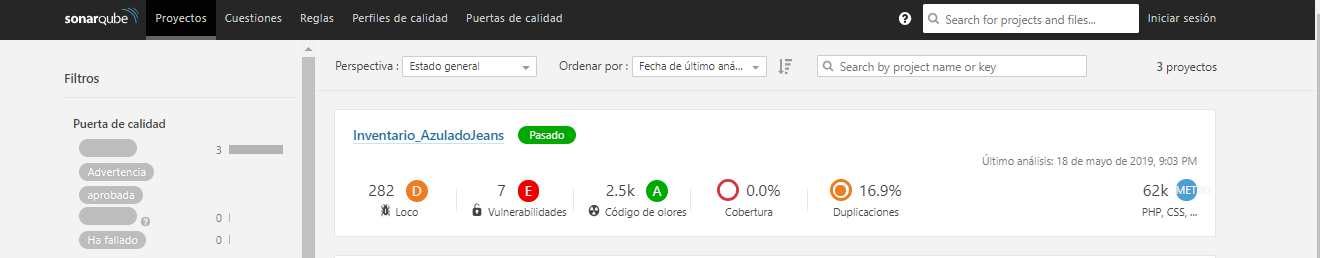 sonarqube Proyectos Cuestiones Reglas Perfiles de calidad Puertas de calidad ? Search for projects and files... Iniciar sesión
Filtros
Puerta de calidad
3
Advertencia
aprobada
? 0
Ha fallado 0
Perspectiva : Estado general Ordenar por : Fecha de último aná... Search by project name or key 3 proyectos
Inventario_AzuladoJeans Pasado
Último análisis: 18 de mayo de 2019, 9:03 PM
282 D 7 E 2.5k A 0.0% 16.9% 62k MET
Loco Vulnerabilidades Código de olores Cobertura Duplicaciones PHP, CSS, ...